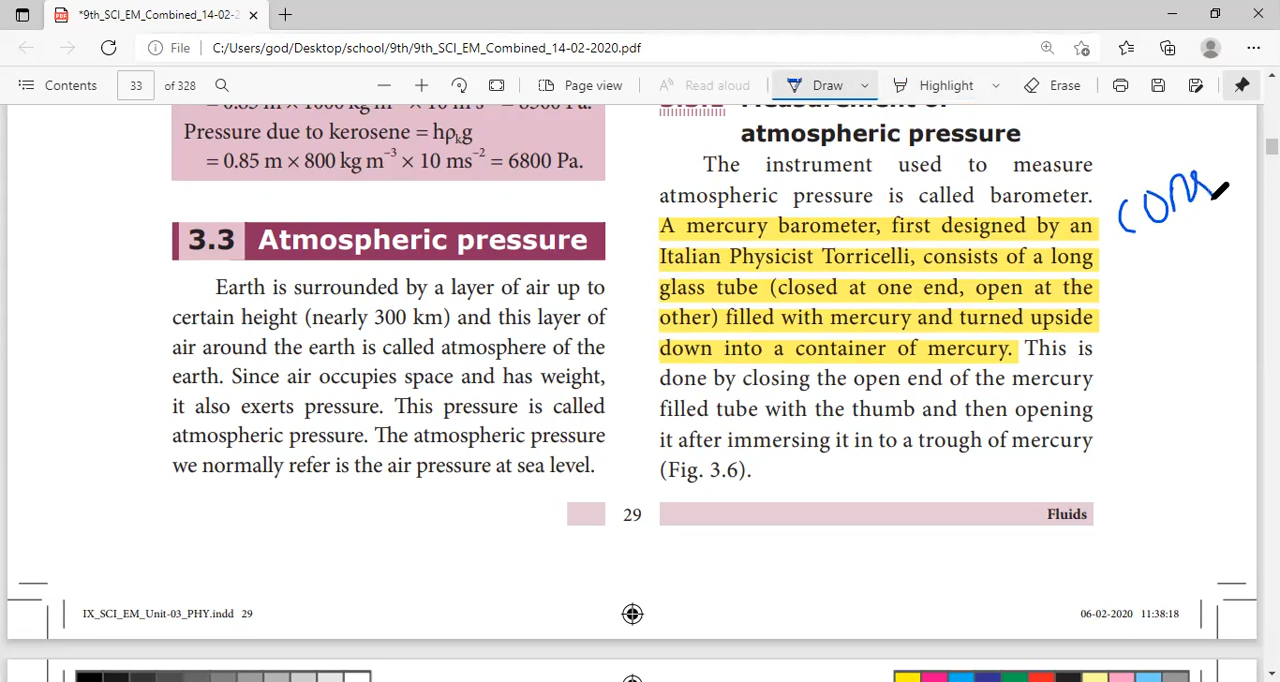 *9th_SCI_EM_Combined_14-02-2
File
C:/Users/god/Desktop/school/9th/9th_SCI_EM_Combined_14-02-2020.pdf
Contents
33
of 328
Page view
Read aloud
Draw
Highlight
Erase
Pressure due to kerosene = hρₖg
= 0.85 m × 800 kg m⁻³ × 10 ms⁻² = 6800 Pa.
3.3 Atmospheric pressure
Earth is surrounded by a layer of air up to
certain height (nearly 300 km) and this layer of
air around the earth is called atmosphere of the
earth. Since air occupies space and has weight,
it also exerts pressure. This pressure is called
atmospheric pressure. The atmospheric pressure
we normally refer is the air pressure at sea level.
Measurement of
atmospheric pressure
The instrument used to measure
atmospheric pressure is called barometer.
A mercury barometer, first designed by an
Italian Physicist Torricelli, consists of a long
glass tube (closed at one end, open at the
other) filled with mercury and turned upside
down into a container of mercury. This is
done by closing the open end of the mercury
filled tube with the thumb and then opening
it after immersing it in to a trough of mercury
(Fig. 3.6).
29
Fluids
IX_SCI_EM_Unit-03_PHY.indd 29
06-02-2020 11:38:18